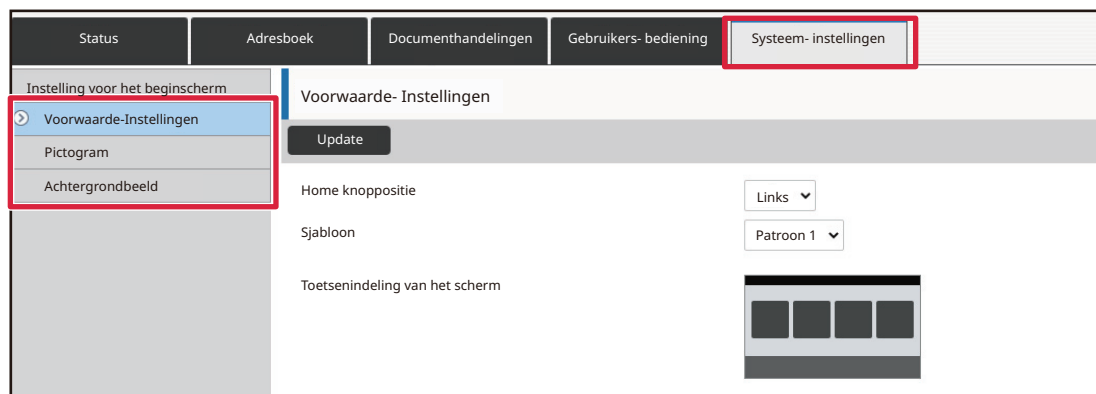 Status
Adresboek
Documenthandelingen
Gebruikers- bediening
Systeem- instellingen
Instelling voor het beginscherm
Voorwaarde-Instellingen
Pictogram
Achtergrondbeeld
Voorwaarde- Instellingen
Update
Home knoppositie
Links
Sjabloon
Patroon 1
Toetsenindeling van het scherm